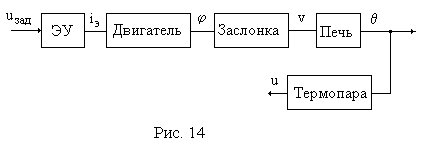 uзад ЭУ iэ Двигатель φ Заслонка v Печь θ
u Термопара
Рис. 14